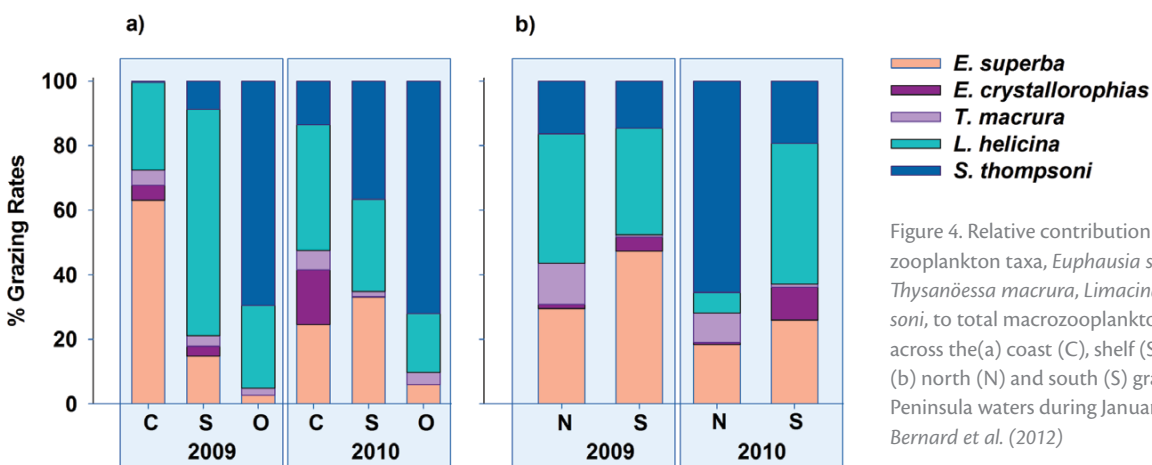 a)
b)
% Grazing Rates
100
80
60
40
20
0
C S O C S O
2009 2010
N S N S
2009 2010
E. superba
E. crystallorophias
T. macrura
L. helicina
S. thompsoni
Figure 4. Relative contribution
zooplankton taxa, Euphausia s
Thysanöessa macrura, Limacina
soni, to total macrozooplankto
across the(a) coast (C), shelf (S
(b) north (N) and south (S) gra
Peninsula waters during Januar
Bernard et al. (2012)